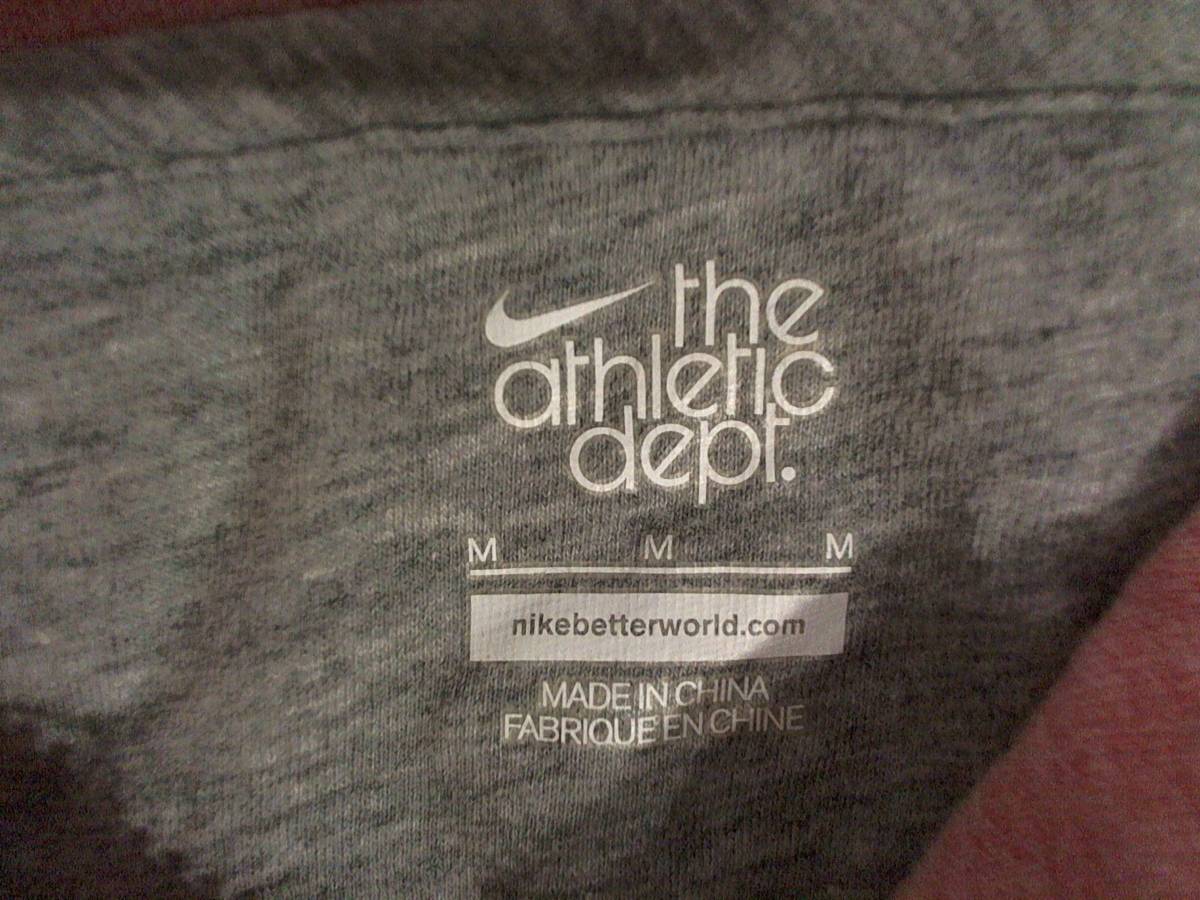 the
athletic
dept.
M M M
nikebetterworld.com
MADE IN CHINA
FABRIQUE EN CHINE